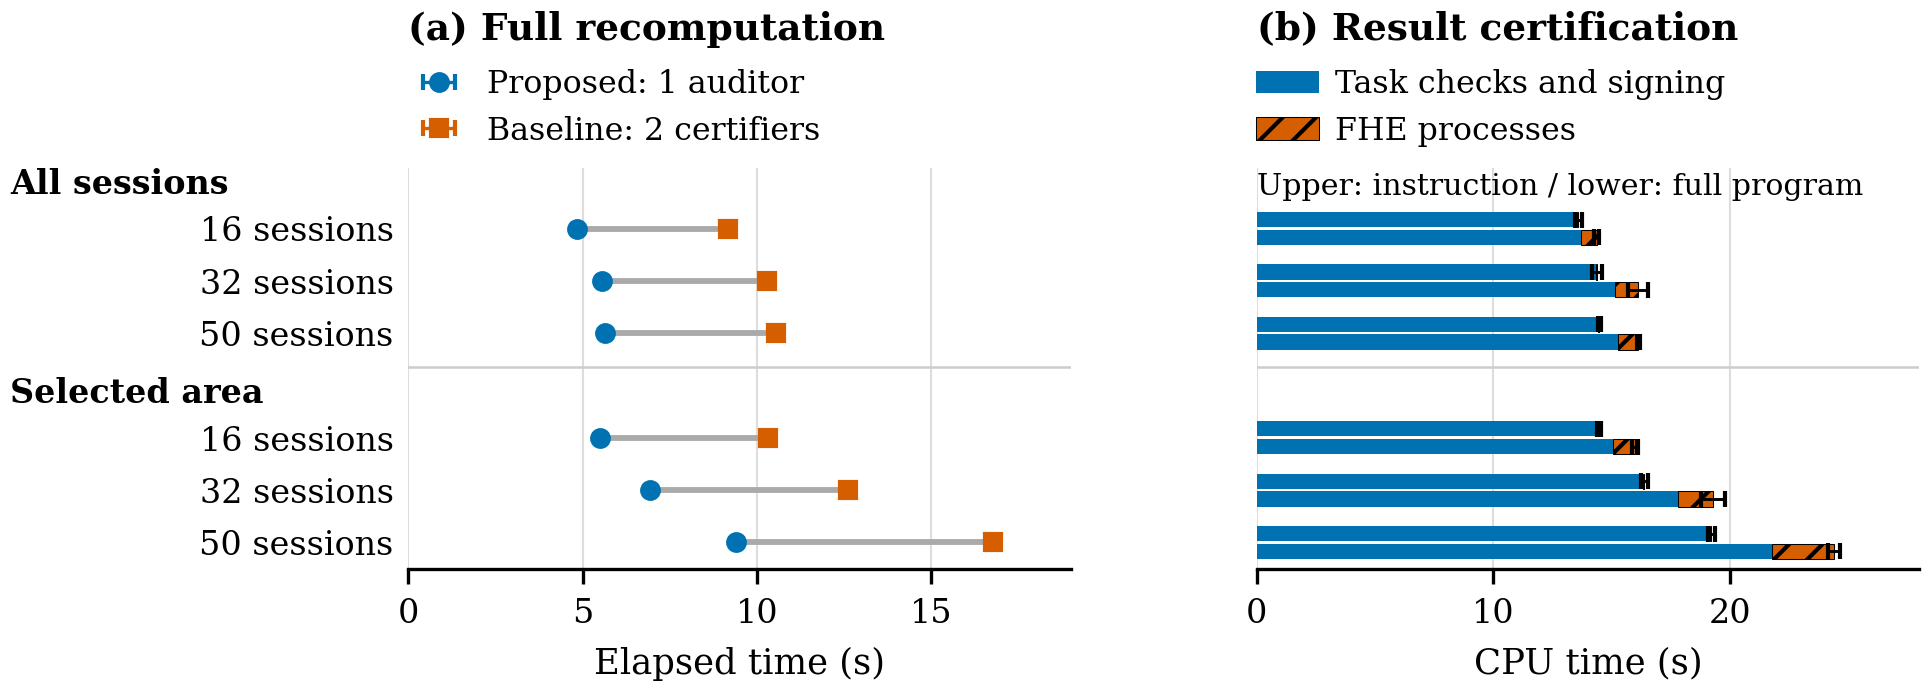 (a) Full recomputation
Proposed: 1 auditor
Baseline: 2 certifiers
All sessions
16 sessions
32 sessions
50 sessions
Selected area
16 sessions
32 sessions
50 sessions
0 5 10 15
Elapsed time (s)
(b) Result certification
Task checks and signing
FHE processes
Upper: instruction / lower: full program
0 10 20
CPU time (s)